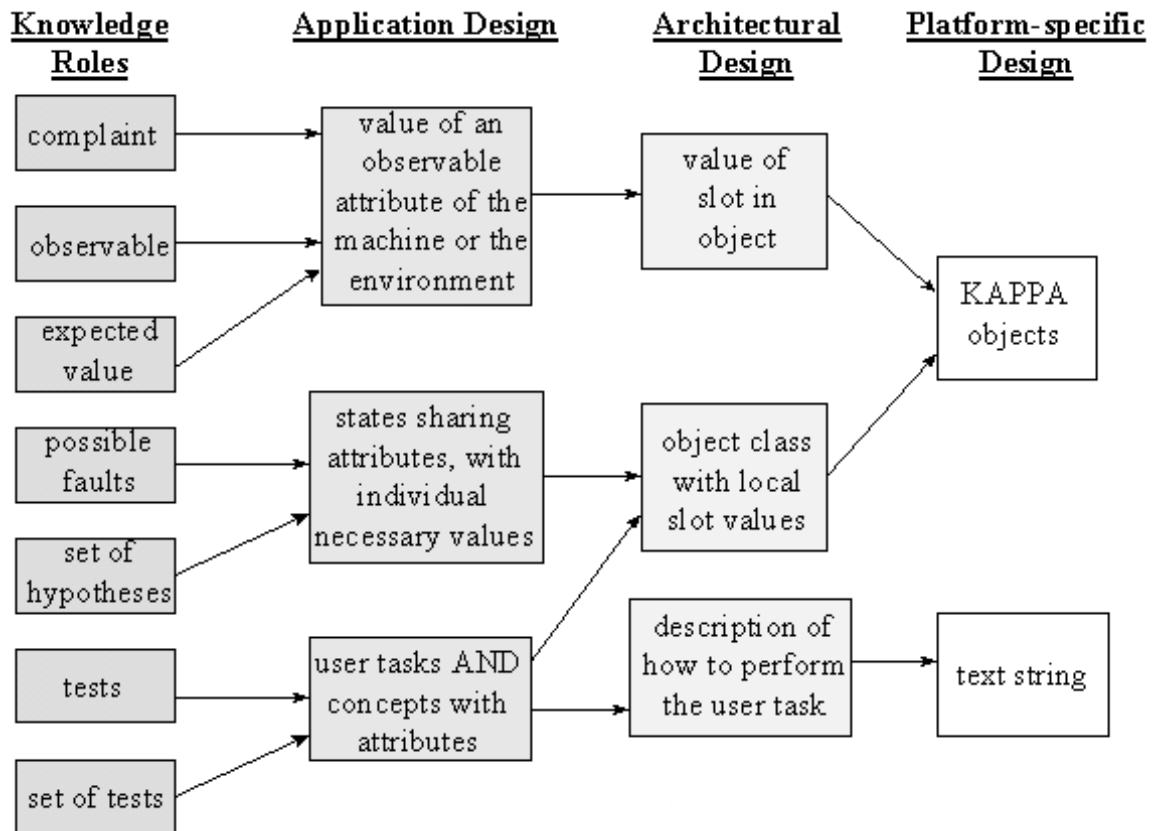 Knowledge
Roles
Application Design
Architectural
Design
Platform-specific
Design
complaint
observable
expected
value
possible
faults
set of
hypotheses
tests
set of tests
value of an
observable
attribute of the
machine or the
environment
states sharing
attributes, with
individual
necessary values
user tasks AND
concepts with
attributes
value of
slot in
object
object class
with local
slot values
description of
how to perform
the user task
KAPPA
objects
text string